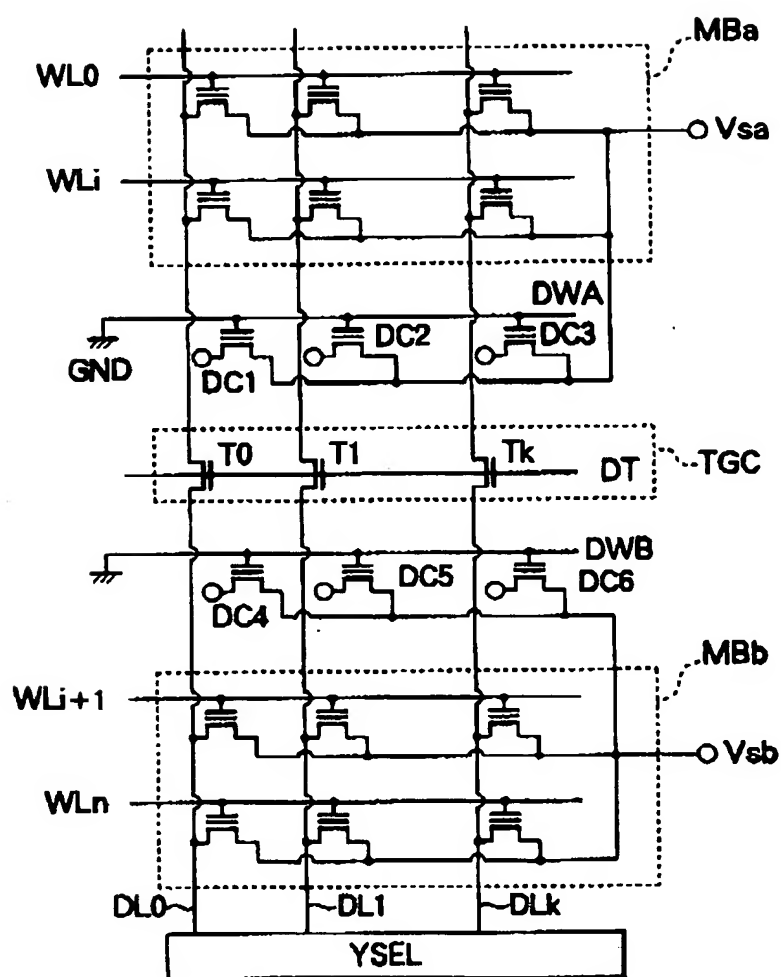 MBa
WL0
Vsa
WLi
DWA
DC1 DC2 DC3
GND
T0 T1 Tk
DT
TGC
DWB
DC4 DC5 DC6
MBb
WLi+1
Vsb
WLn
DL0 DL1 DLk
YSEL